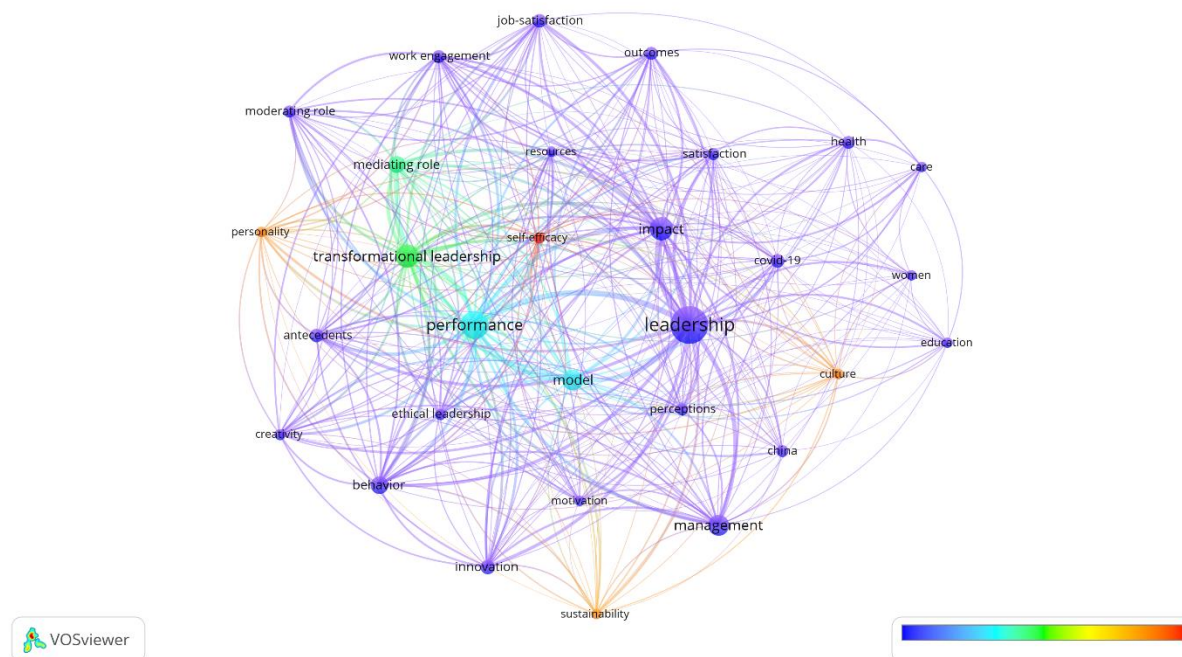 job-satisfaction
outcomes
work engagement
moderating role
health
resources
satisfaction
mediating role
care
personality
impact
self-efficacy
transformational leadership
covid-19
women
performance
leadership
antecedents
education
culture
model
perceptions
ethical leadership
creativity
china
behavior
motivation
management
innovation
sustainability
VOSviewer